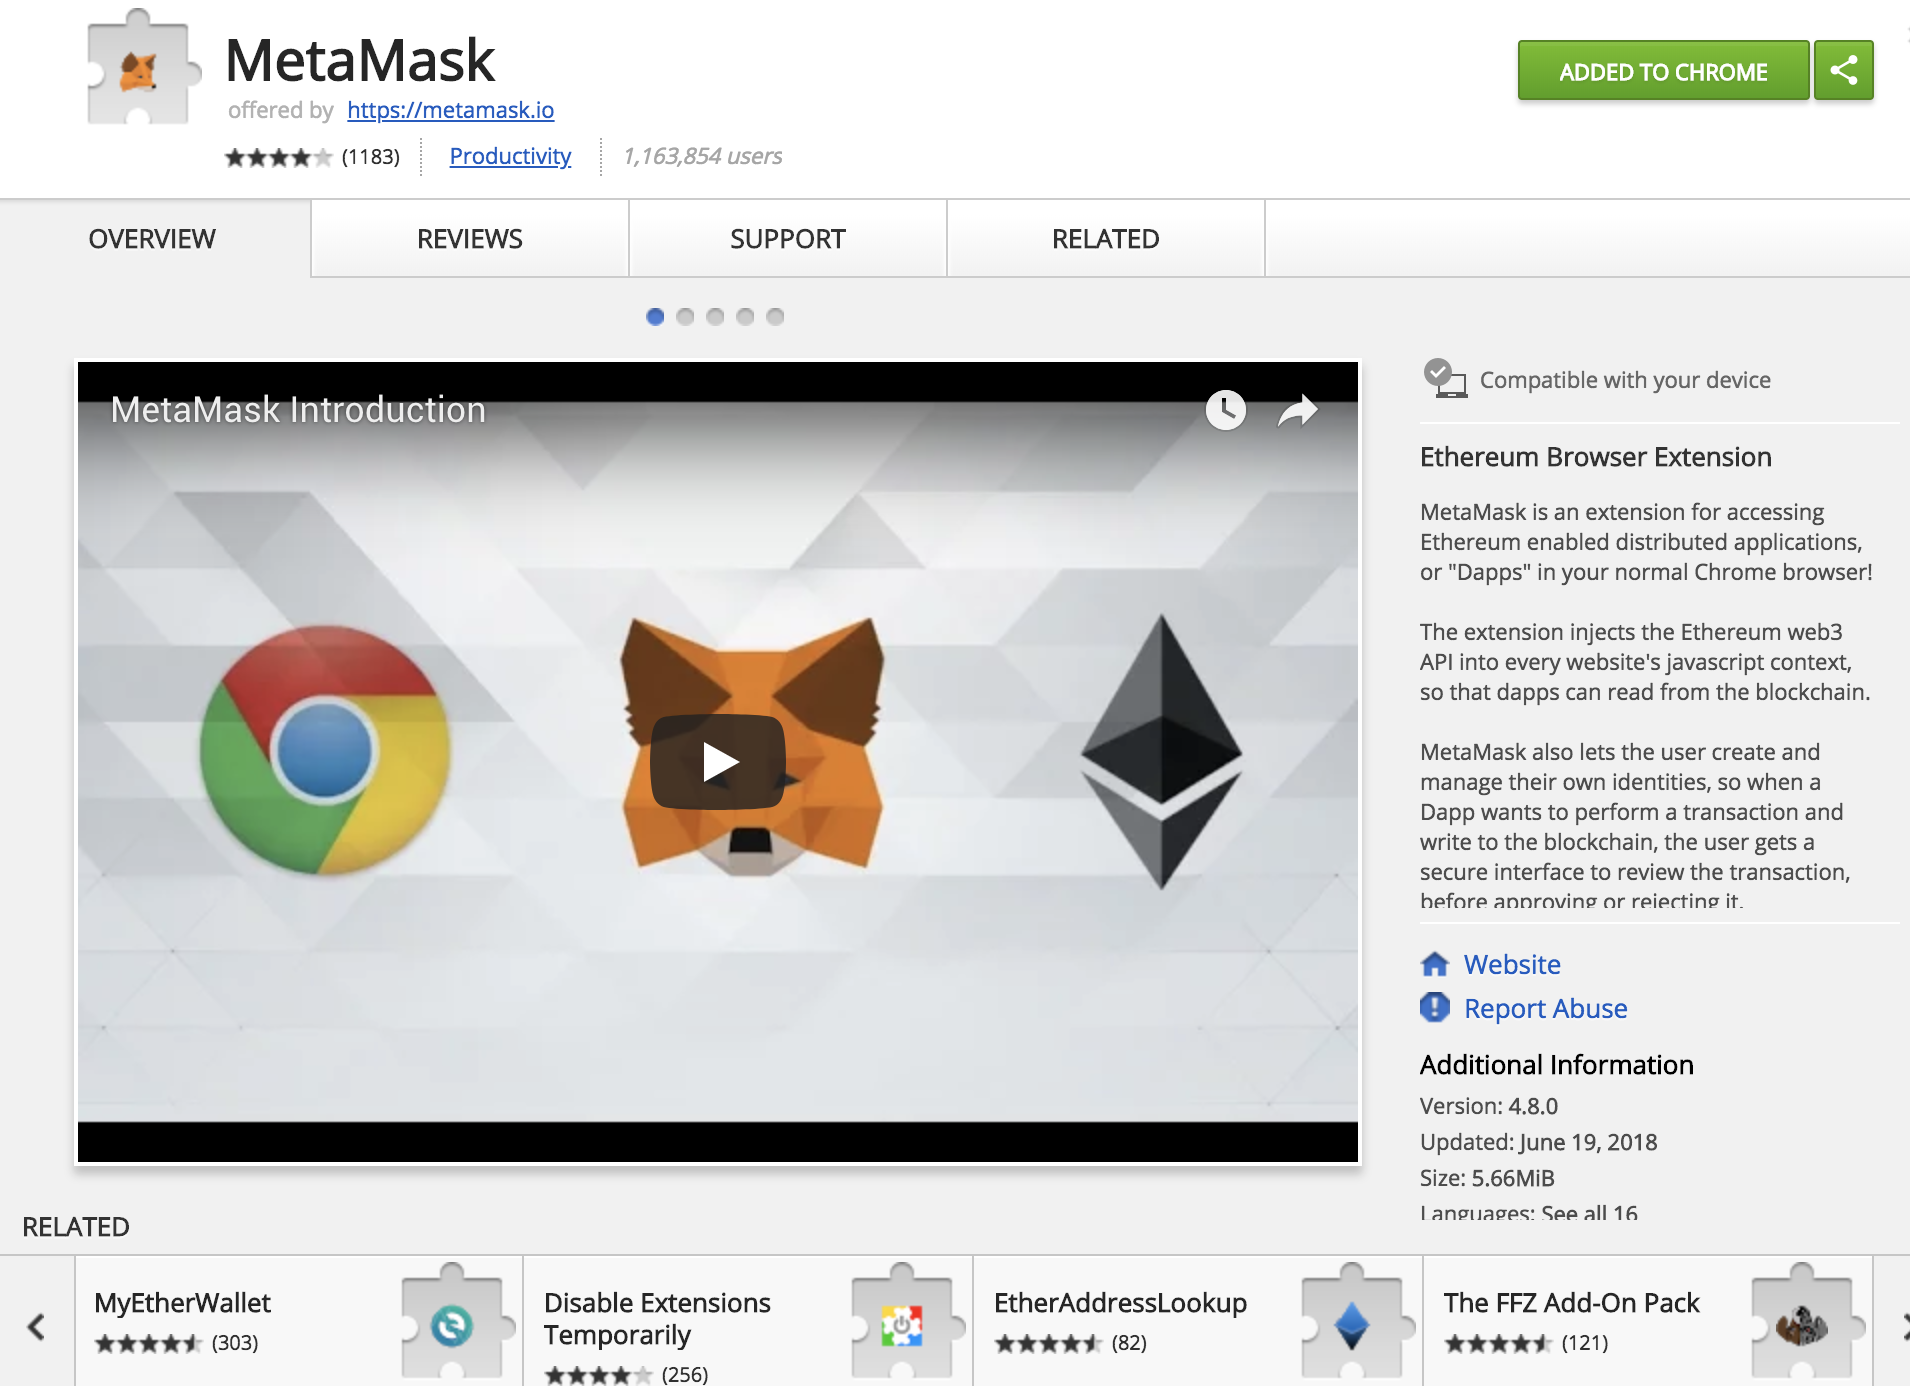 MetaMask
offered by https://metamask.io
(1183) Productivity 1,163,854 users
ADDED TO CHROME
OVERVIEW REVIEWS SUPPORT RELATED
MetaMask Introduction
Compatible with your device
Ethereum Browser Extension
MetaMask is an extension for accessing
Ethereum enabled distributed applications,
or "Dapps" in your normal Chrome browser!
The extension injects the Ethereum web3
API into every website's javascript context,
so that dapps can read from the blockchain.
MetaMask also lets the user create and
manage their own identities, so when a
Dapp wants to perform a transaction and
write to the blockchain, the user gets a
secure interface to review the transaction,
before approving or rejecting it.
Website
Report Abuse
Additional Information
Version: 4.8.0
Updated: June 19, 2018
Size: 5.66MiB
Languages: See all 16
RELATED
MyEtherWallet
(303)
Disable Extensions
Temporarily
(256)
EtherAddressLookup
(82)
The FFZ Add-On Pack
(121)